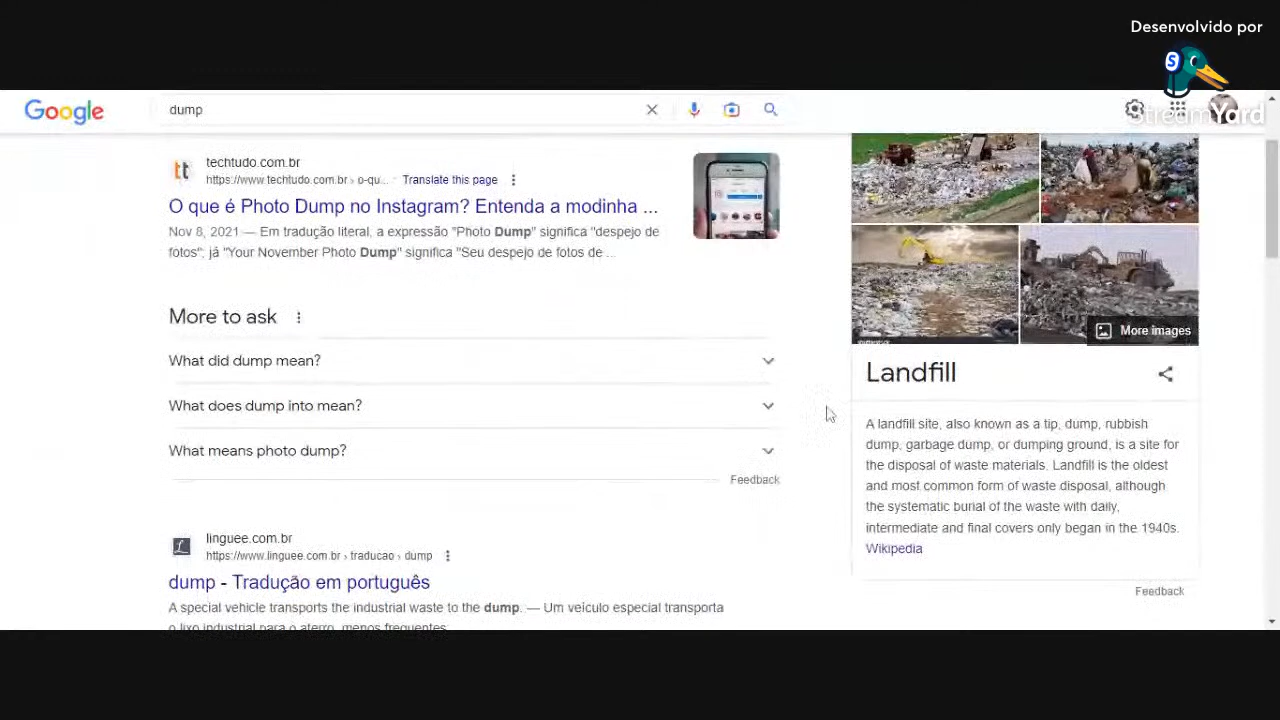 Desenvolvido por
StreamYard
Google
dump
techtudo.com.br
https://www.techtudo.com.br › o-qu... · Translate this page
O que é Photo Dump no Instagram? Entenda a modinha ...
Nov 8, 2021 — Em tradução literal, a expressão "Photo Dump" significa "despejo de
fotos"; já "Your November Photo Dump" significa "Seu despejo de fotos de ...
More to ask
What did dump mean?
What does dump into mean?
What means photo dump?
Feedback
linguee.com.br
https://www.linguee.com.br › traducao › dump
dump - Tradução em português
A special vehicle transports the industrial waste to the dump. — Um veículo especial transporta
o lixo industrial para o aterro, menos frequentes
More images
Landfill
A landfill site, also known as a tip, dump, rubbish
dump, garbage dump, or dumping ground, is a site for
the disposal of waste materials. Landfill is the oldest
and most common form of waste disposal, although
the systematic burial of the waste with daily,
intermediate and final covers only began in the 1940s.
Wikipedia
Feedback